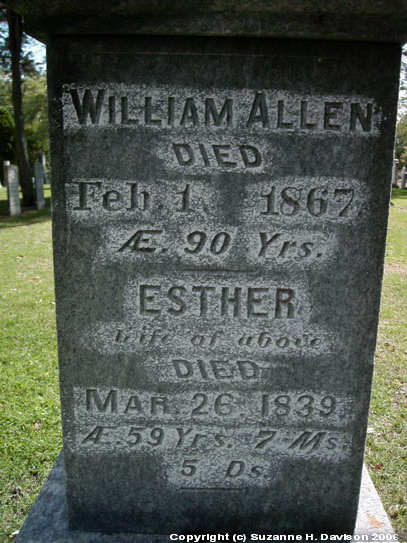 WILLIAM ALLEN
DIED
Feb. 1 1867
Æ. 90 Yrs.
ESTHER
wife of above
DIED
MAR. 26. 1839
Æ. 59 Yrs. 7 Ms.
5 Ds.
Copyright (c) Suzanne H. Davison 2006